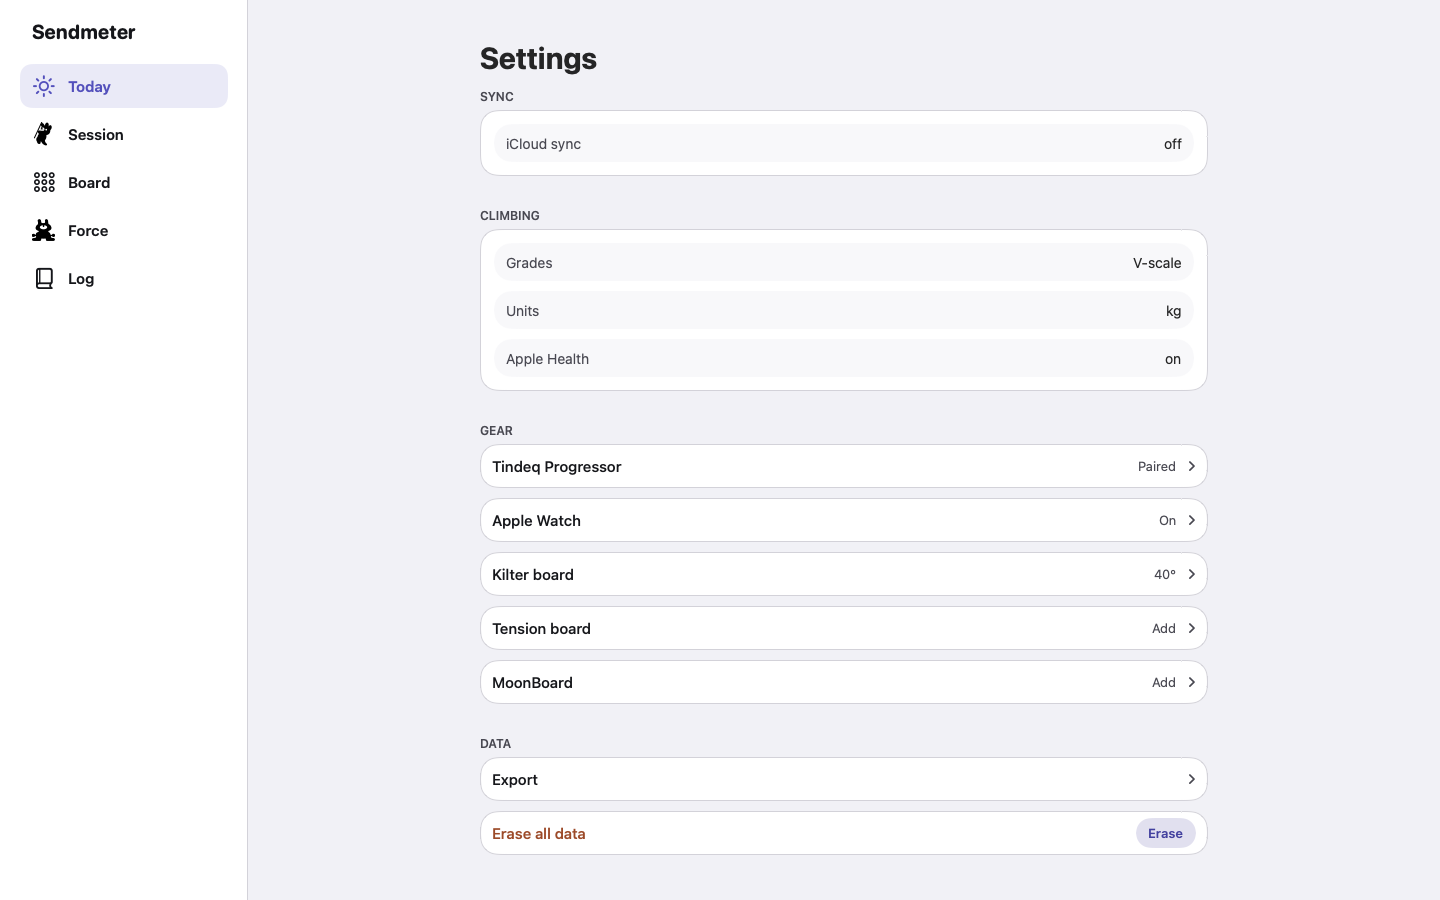 Sendmeter
Today
Session
Board
Force
Log
Settings
SYNC
iCloud sync off
CLIMBING
Grades V-scale
Units kg
Apple Health on
GEAR
Tindeq Progressor Paired
Apple Watch On
Kilter board 40°
Tension board Add
MoonBoard Add
DATA
Export
Erase all data Erase